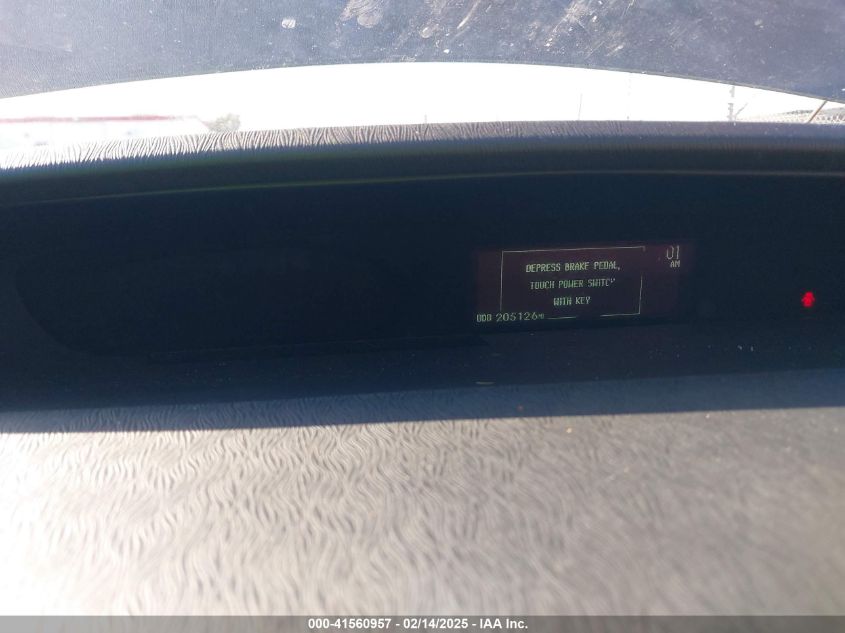 DEPRESS BRAKE PEDAL,
TOUCH POWER SWITCH
WITH KEY
:01
AM
ODO 205126 MI
000-41560957 - 02/14/2025 - IAA Inc.